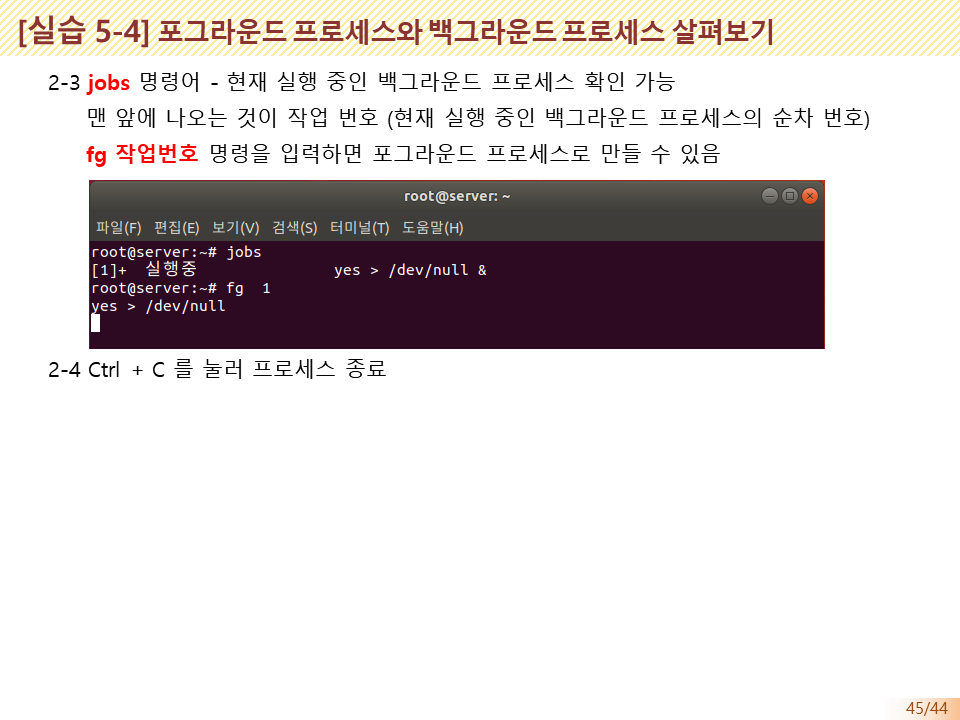 [실습 5-4] 포그라운드 프로세스와 백그라운드 프로세스 살펴보기
2-3 jobs 명령어 - 현재 실행 중인 백그라운드 프로세스 확인 가능
맨 앞에 나오는 것이 작업 번호 (현재 실행 중인 백그라운드 프로세스의 순차 번호)
fg 작업번호 명령을 입력하면 포그라운드 프로세스로 만들 수 있음
root@server: ~
파일(F) 편집(E) 보기(V) 검색(S) 터미널(T) 도움말(H)
root@server:~# jobs
[1]+ 실행중 yes > /dev/null &
root@server:~# fg 1
yes > /dev/null
2-4 Ctrl + C 를 눌러 프로세스 종료
45/44